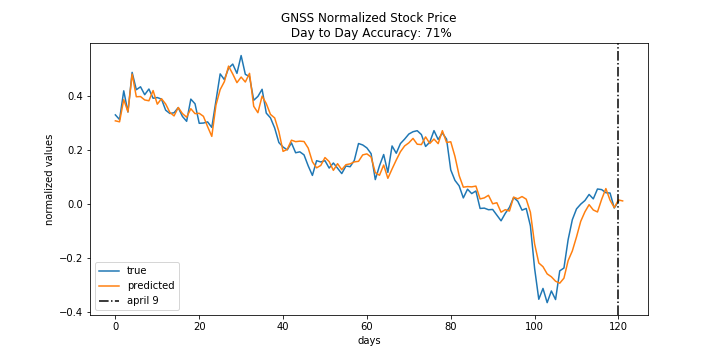 GNSS Normalized Stock Price
Day to Day Accuracy: 71%
normalized values
0.4
0.2
0.0
−0.2
−0.4
true
predicted
april 9
0
20
40
60
80
100
120
days